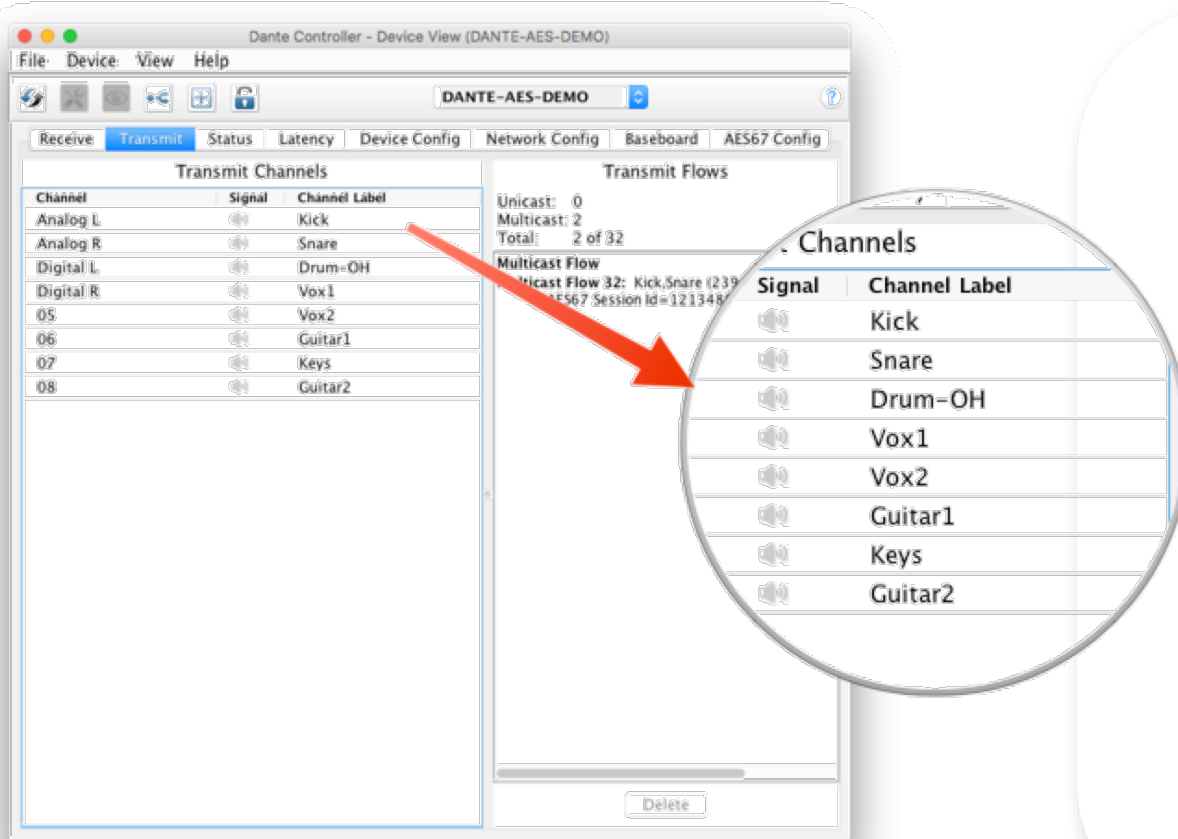 Dante Controller - Device View (DANTE-AES-DEMO)
File Device View Help
DANTE-AES-DEMO
?
Receive Transmit Status Latency Device Config Network Config Baseboard AES67 Config
Transmit Channels
Channel Signal Channel Label
Analog L Kick
Analog R Snare
Digital L Drum-OH
Digital R Vox1
05 Vox2
06 Guitar1
07 Keys
08 Guitar2
Transmit Flows
Unicast: 0
Multicast: 2
Total: 2 of 32
Multicast Flow
Flow 32: Kick,Snare (239
AES67 Session Id=121348
Delete
Channels
Signal Channel Label
Kick
Snare
Drum-OH
Vox1
Vox2
Guitar1
Keys
Guitar2